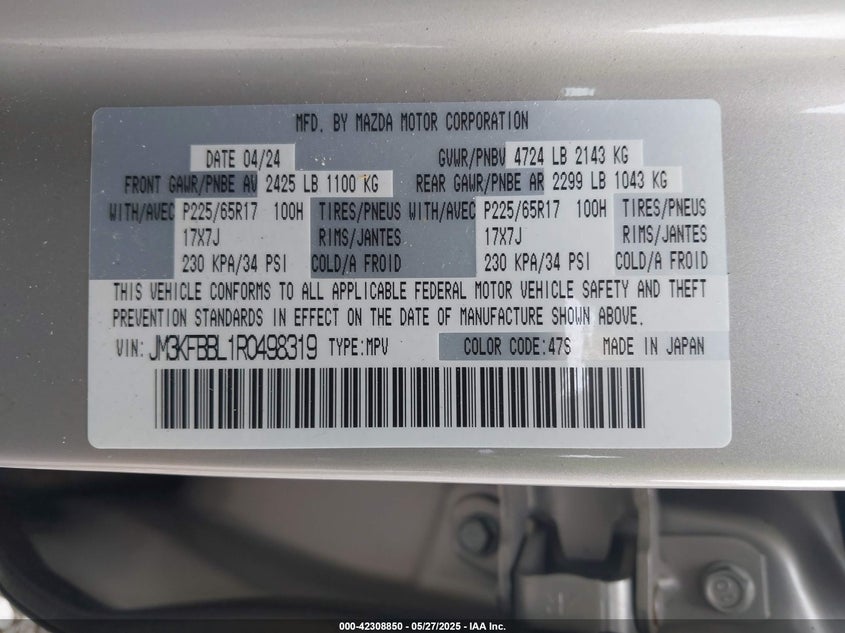 MFD. BY MAZDA MOTOR CORPORATION
DATE 04/24 GVWR/PNBV 4724 LB 2143 KG
FRONT GAWR/PNBE AV 2425 LB 1100 KG REAR GAWR/PNBE AR 2299 LB 1043 KG
WITH/AVEC P225/65R17 100H TIRES/PNEUS WITH/AVEC P225/65R17 100H TIRES/PNEUS
17X7J RIMS/JANTES 17X7J RIMS/JANTES
230 KPA/34 PSI COLD/A FROID 230 KPA/34 PSI COLD/A FROID
THIS VEHICLE CONFORMS TO ALL APPLICABLE FEDERAL MOTOR VEHICLE SAFETY AND THEFT
PREVENTION STANDARDS IN EFFECT ON THE DATE OF MANUFACTURE SHOWN ABOVE.
VIN: JM3KFBBL1R0498319 TYPE:MPV COLOR CODE:47S MADE IN JAPAN
000-42308850 - 05/27/2025 - IAA Inc.